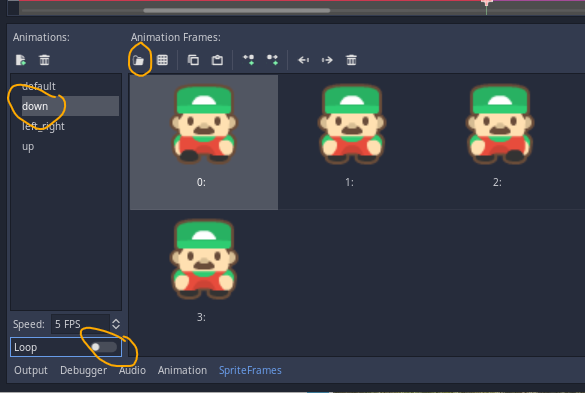 Animations:
Animation Frames:
default
down
left_right
up
0:
1:
2:
3:
Speed: 5 FPS
Loop
Output Debugger Audio Animation SpriteFrames